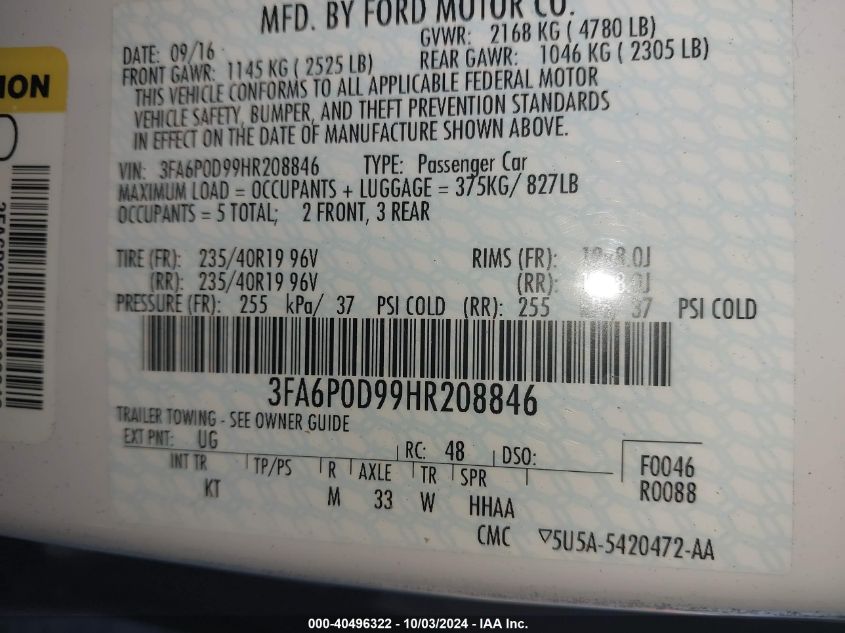 MFD. BY FORD MOTOR CO.
DATE: 09/16 GVWR: 2168 KG ( 4780 LB)
FRONT GAWR: 1145 KG ( 2525 LB) REAR GAWR: 1046 KG ( 2305 LB)
THIS VEHICLE CONFORMS TO ALL APPLICABLE FEDERAL MOTOR
VEHICLE SAFETY, BUMPER, AND THEFT PREVENTION STANDARDS
IN EFFECT ON THE DATE OF MANUFACTURE SHOWN ABOVE.
VIN: 3FA6P0D99HR208846 TYPE: Passenger Car
MAXIMUM LOAD = OCCUPANTS + LUGGAGE = 375KG/ 827LB
OCCUPANTS = 5 TOTAL; 2 FRONT, 3 REAR
TIRE (FR): 235/40R19 96V RIMS (FR): 8.0J
(RR): 235/40R19 96V (RR): 8.0J
PRESSURE (FR): 255 kPa/ 37 PSI COLD (RR): 255 37 PSI COLD
3FA6P0D99HR208846
TRAILER TOWING - SEE OWNER GUIDE
EXT PNT: UG RC: 48 DSO:
INT TR TP/PS R AXLE TR SPR
KT M 33 W HHAA
F0046
R0088
CMC ▽5U5A-5420472-AA
ION
000-40496322 - 10/03/2024 - IAA Inc.